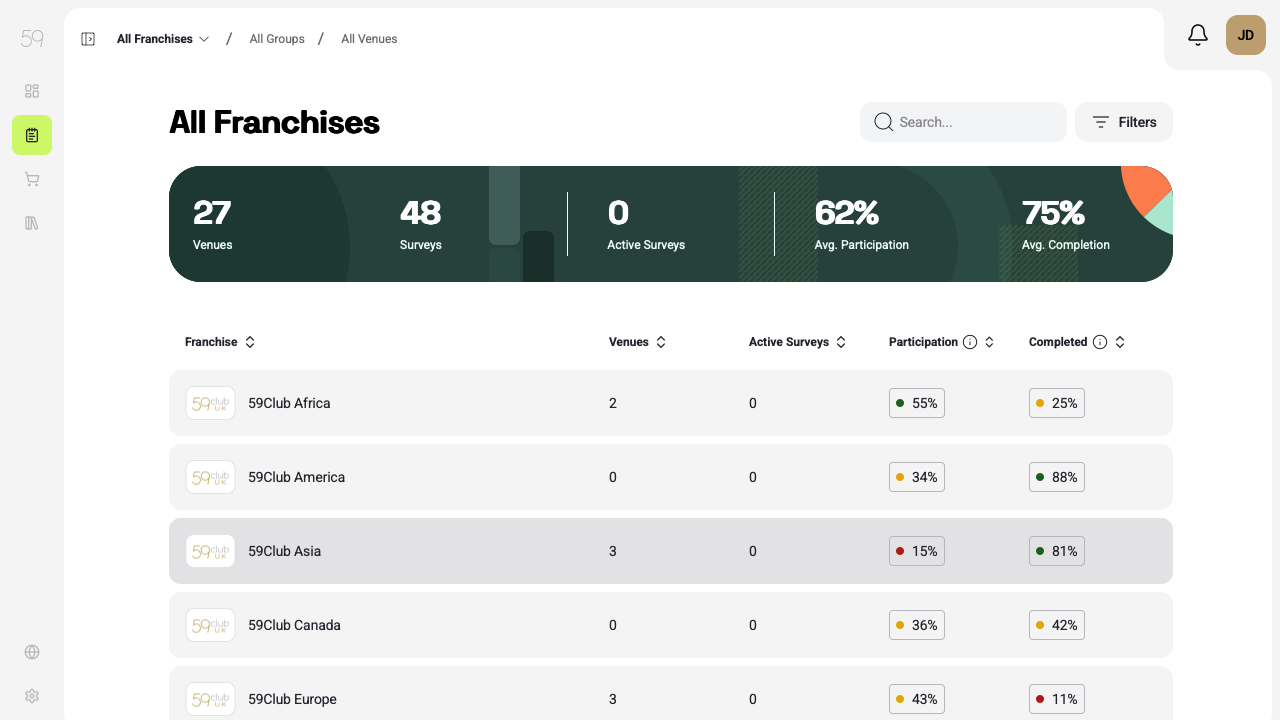 59
All Franchises / All Groups / All Venues
JD
All Franchises
Search...
Filters
27
Venues
48
Surveys
0
Active Surveys
62%
Avg. Participation
75%
Avg. Completion
Franchise Venues Active Surveys Participation Completed
59club UK 59Club Africa 2 0 55% 25%
59club UK 59Club America 0 0 34% 88%
59club UK 59Club Asia 3 0 15% 81%
59club UK 59Club Canada 0 0 36% 42%
59club UK 59Club Europe 3 0 43% 11%